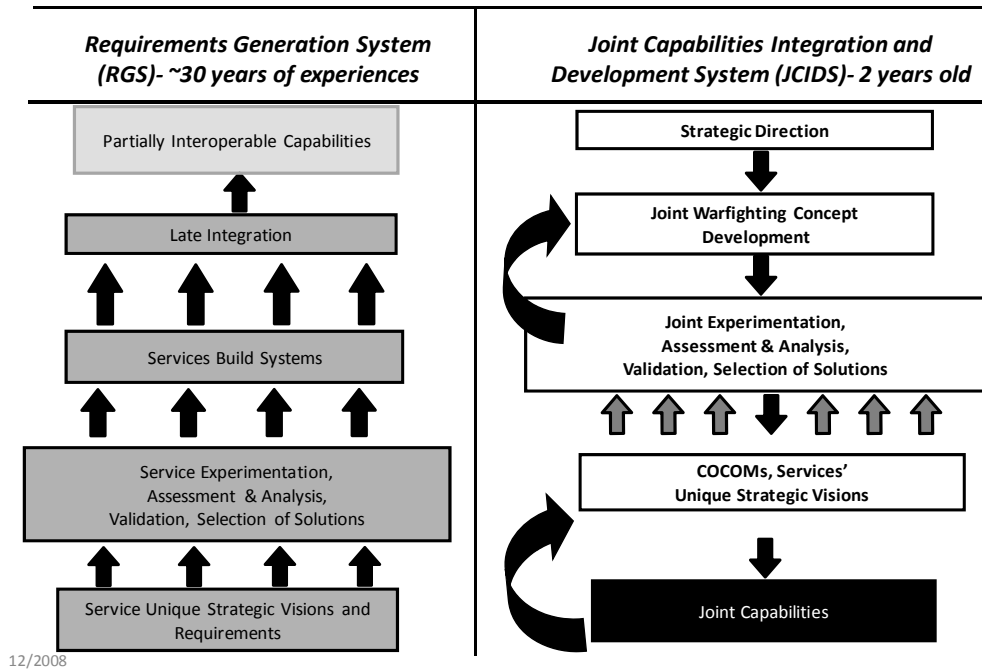 Requirements Generation System
(RGS)- ~30 years of experiences
Partially Interoperable Capabilities
Late Integration
Services Build Systems
Service Experimentation,
Assessment & Analysis,
Validation, Selection of Solutions
Service Unique Strategic Visions and
Requirements
Joint Capabilities Integration and
Development System (JCIDS)- 2 years old
Strategic Direction
Joint Warfighting Concept
Development
Joint Experimentation,
Assessment & Analysis,
Validation, Selection of Solutions
COCOMs, Services’
Unique Strategic Visions
Joint Capabilities
12/2008